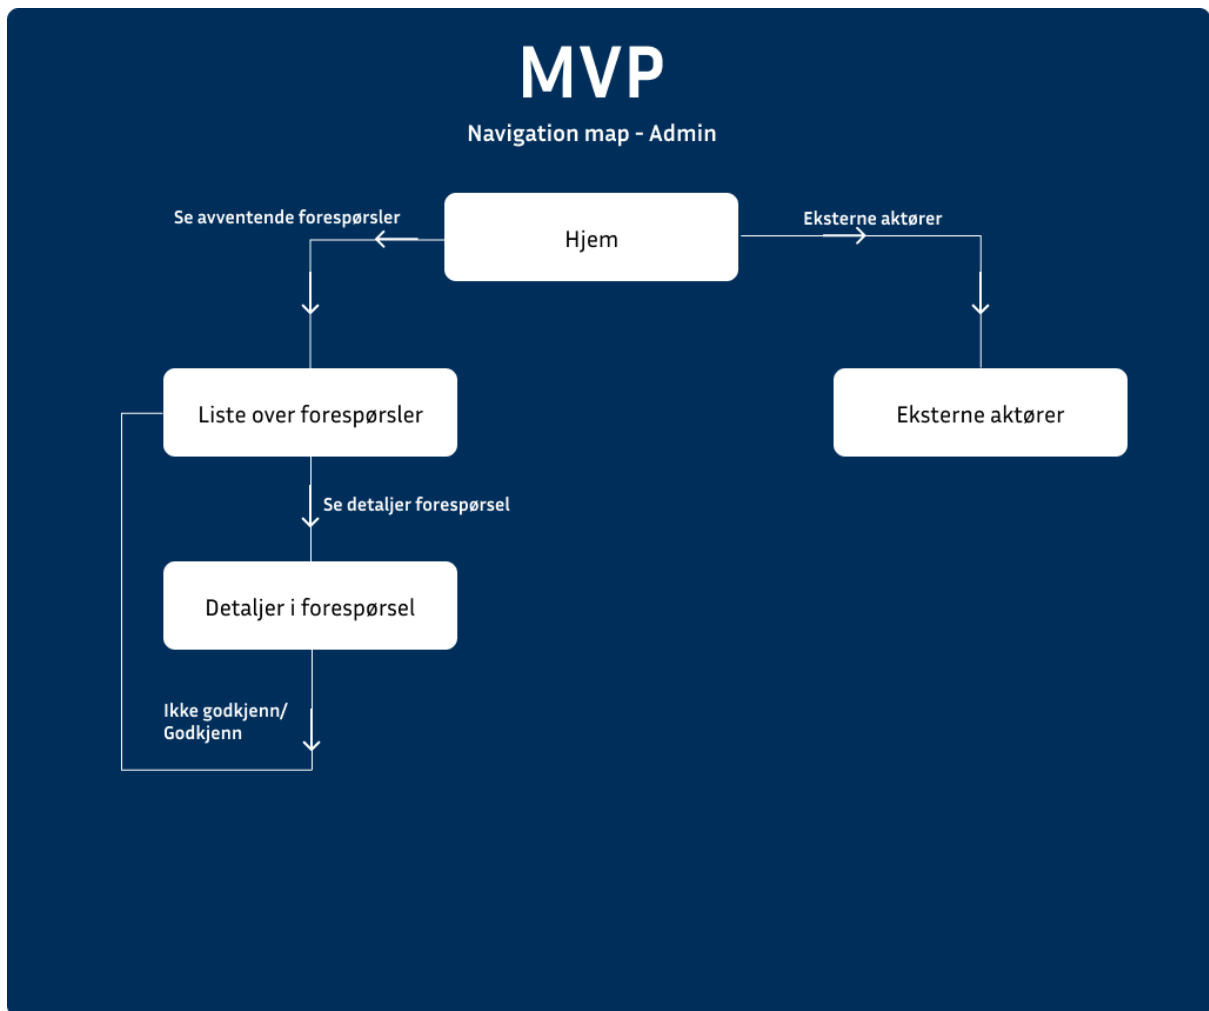 MVP
Navigation map - Admin
Se avventende forespørsler
Hjem
Eksterne aktører
Liste over forespørsler
Eksterne aktører
Se detaljer forespørsel
Detaljer i forespørsel
Ikke godkjenn/
Godkjenn